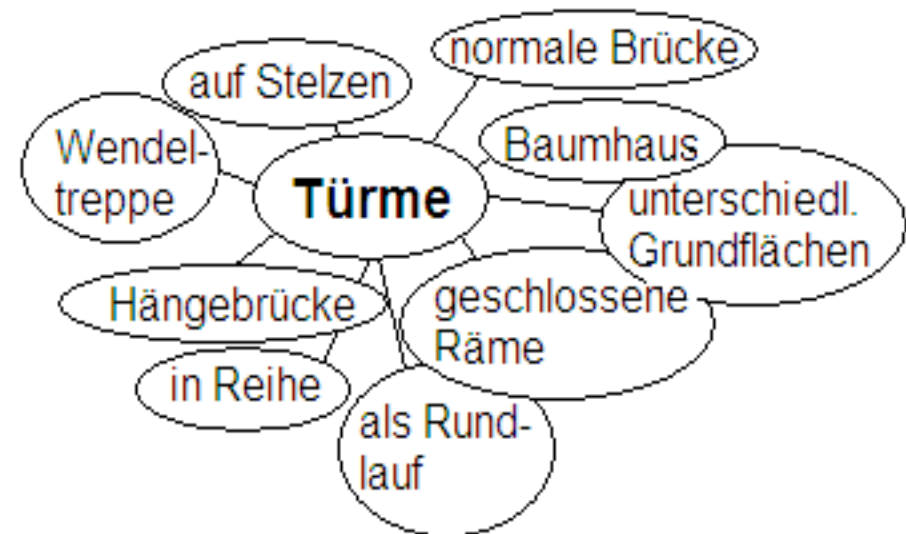 normale Brücke
auf Stelzen
Baumhaus
Wendel-
treppe
Türme
unterschiedl.
Grundflächen
Hängebrücke
geschlossene
Räme
in Reihe
als Rund-
lauf